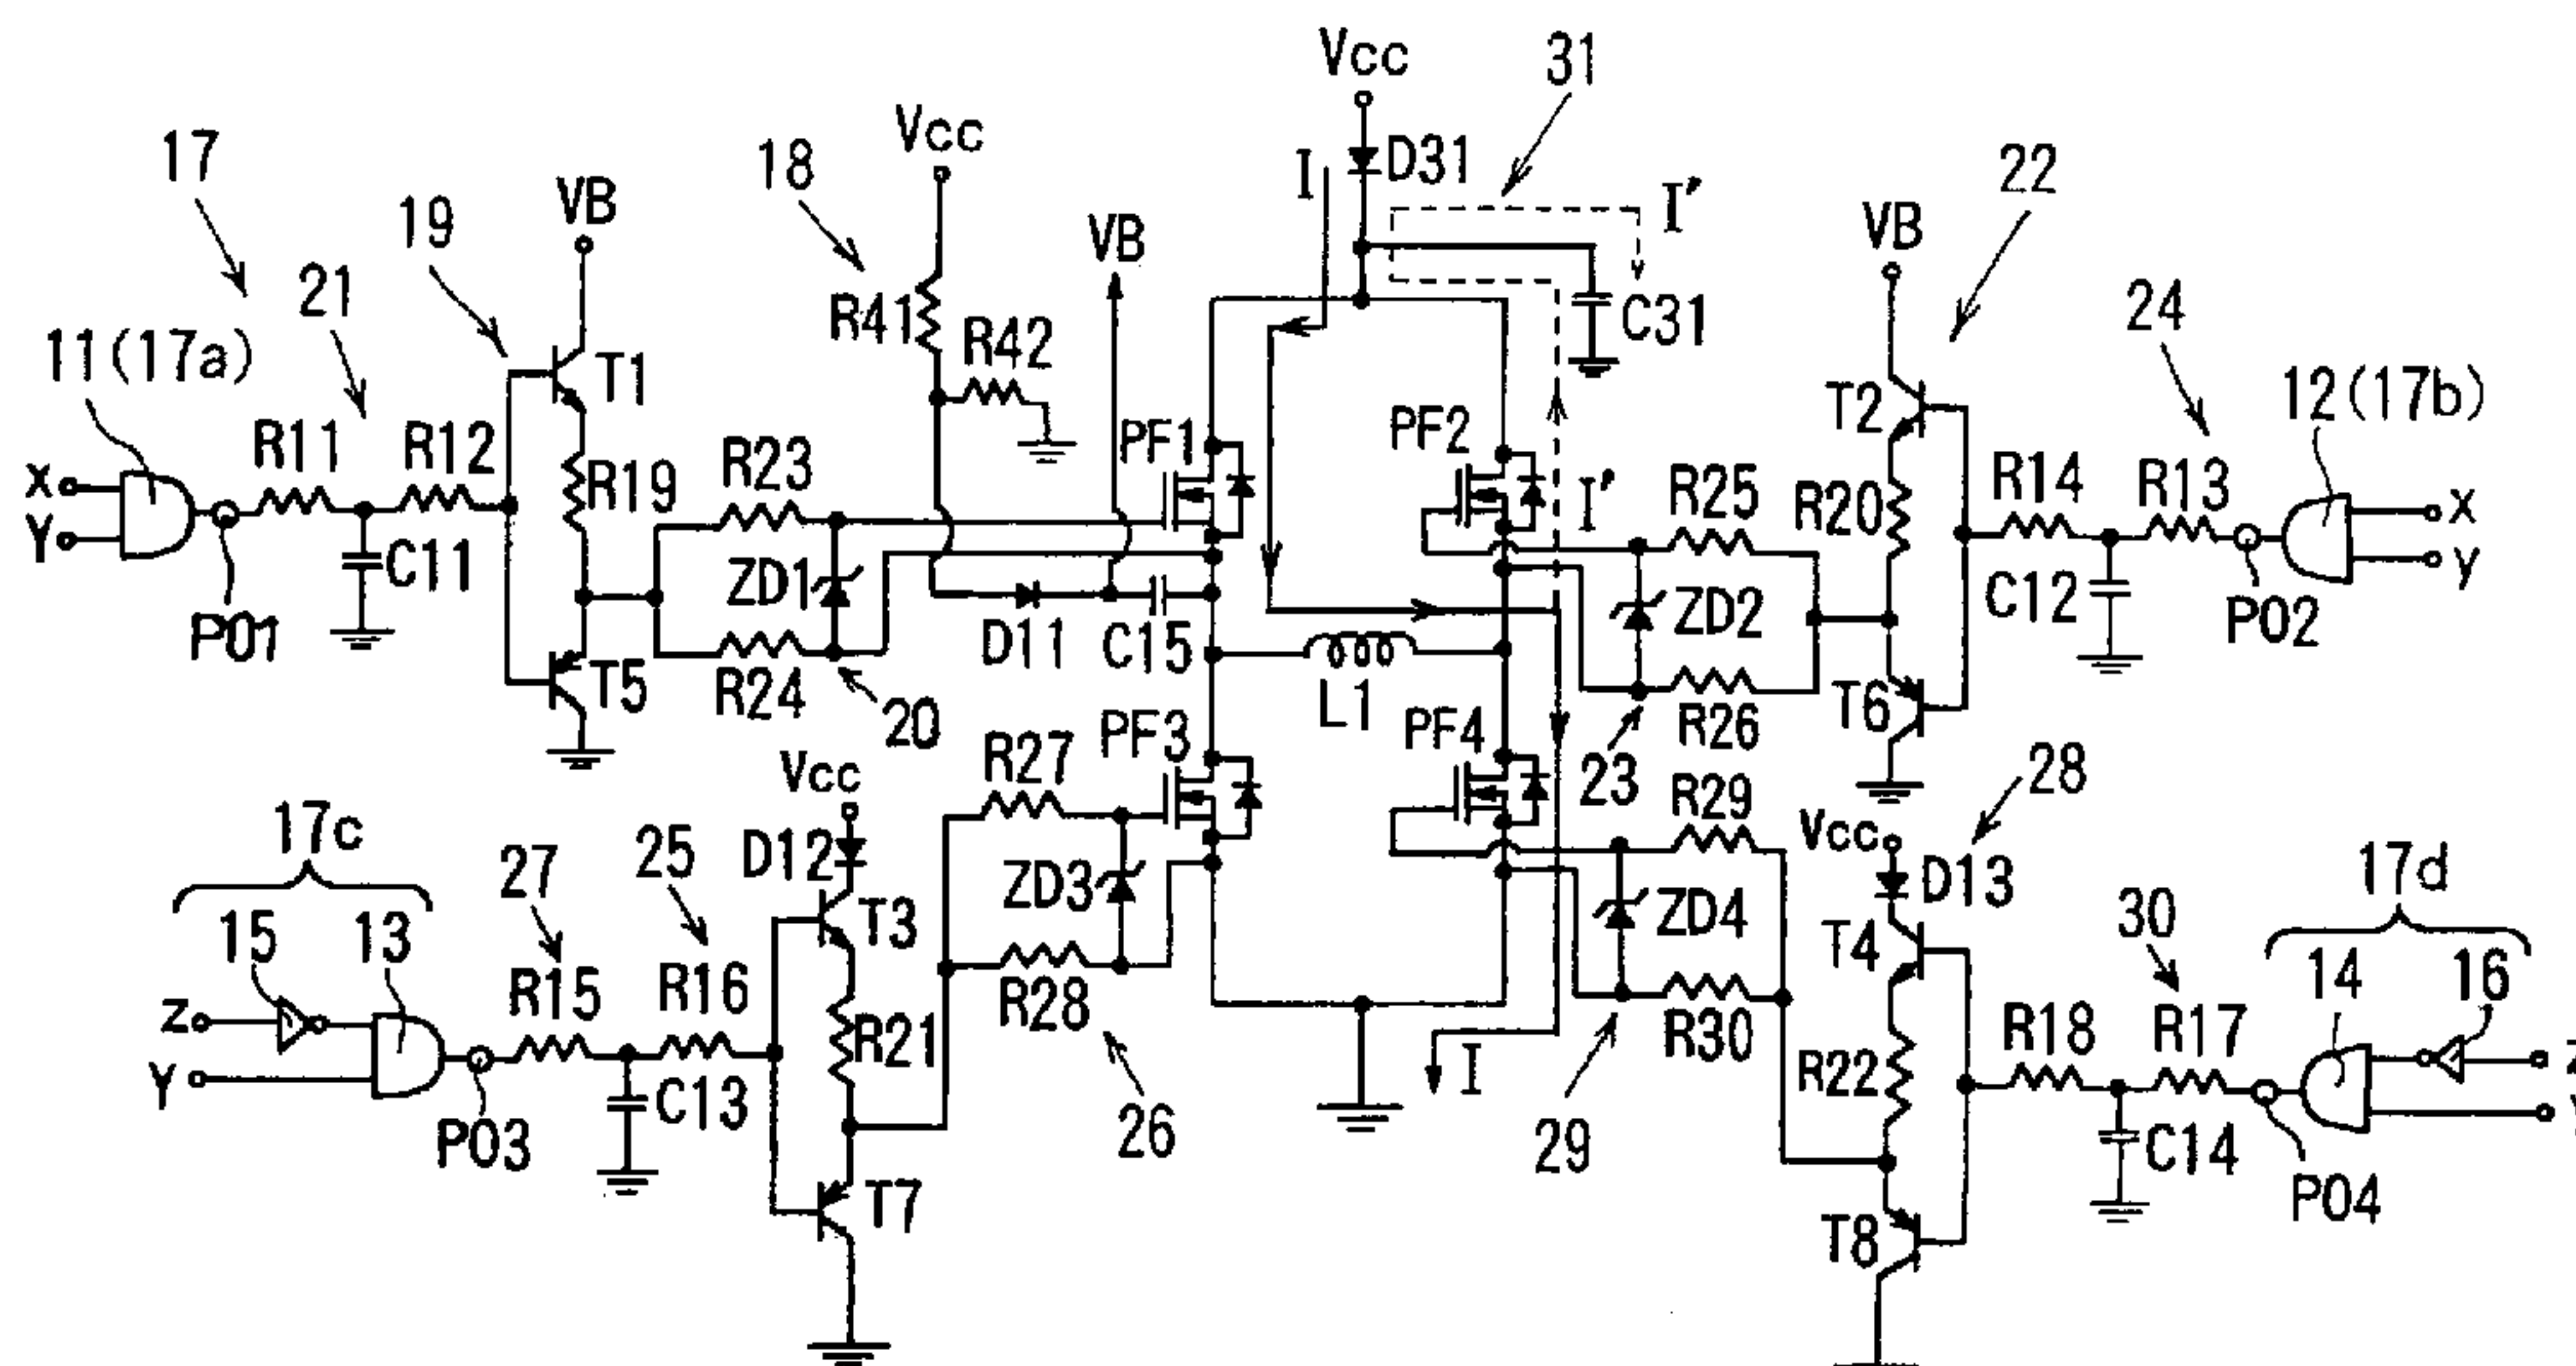 Vcc
31
17
18
Vcc
I
D31
22
19
VB
VB
I'
VB
21
R41
C31
24
11(17a)
R42
T1
PF1
PF2
T2
12(17b)
R11
R12
R23
X
R19
I'
R25
R20
R14
R13
X
Y
C11
ZD1
ZD2
C12
Y
P01
D11
C15
P02
R24
T5
20
L1
R26
T6
PF3
PF4
23
28
R27
Vcc
R29
Vcc
17c
27
25
D12
ZD3
ZD4
D13
17d
15
13
T3
T4
30
14
16
Z
R15
R16
R28
R30
R18
R17
Z
R21
R22
Y
C13
I
C14
Y
P03
26
29
P04
T7
T8